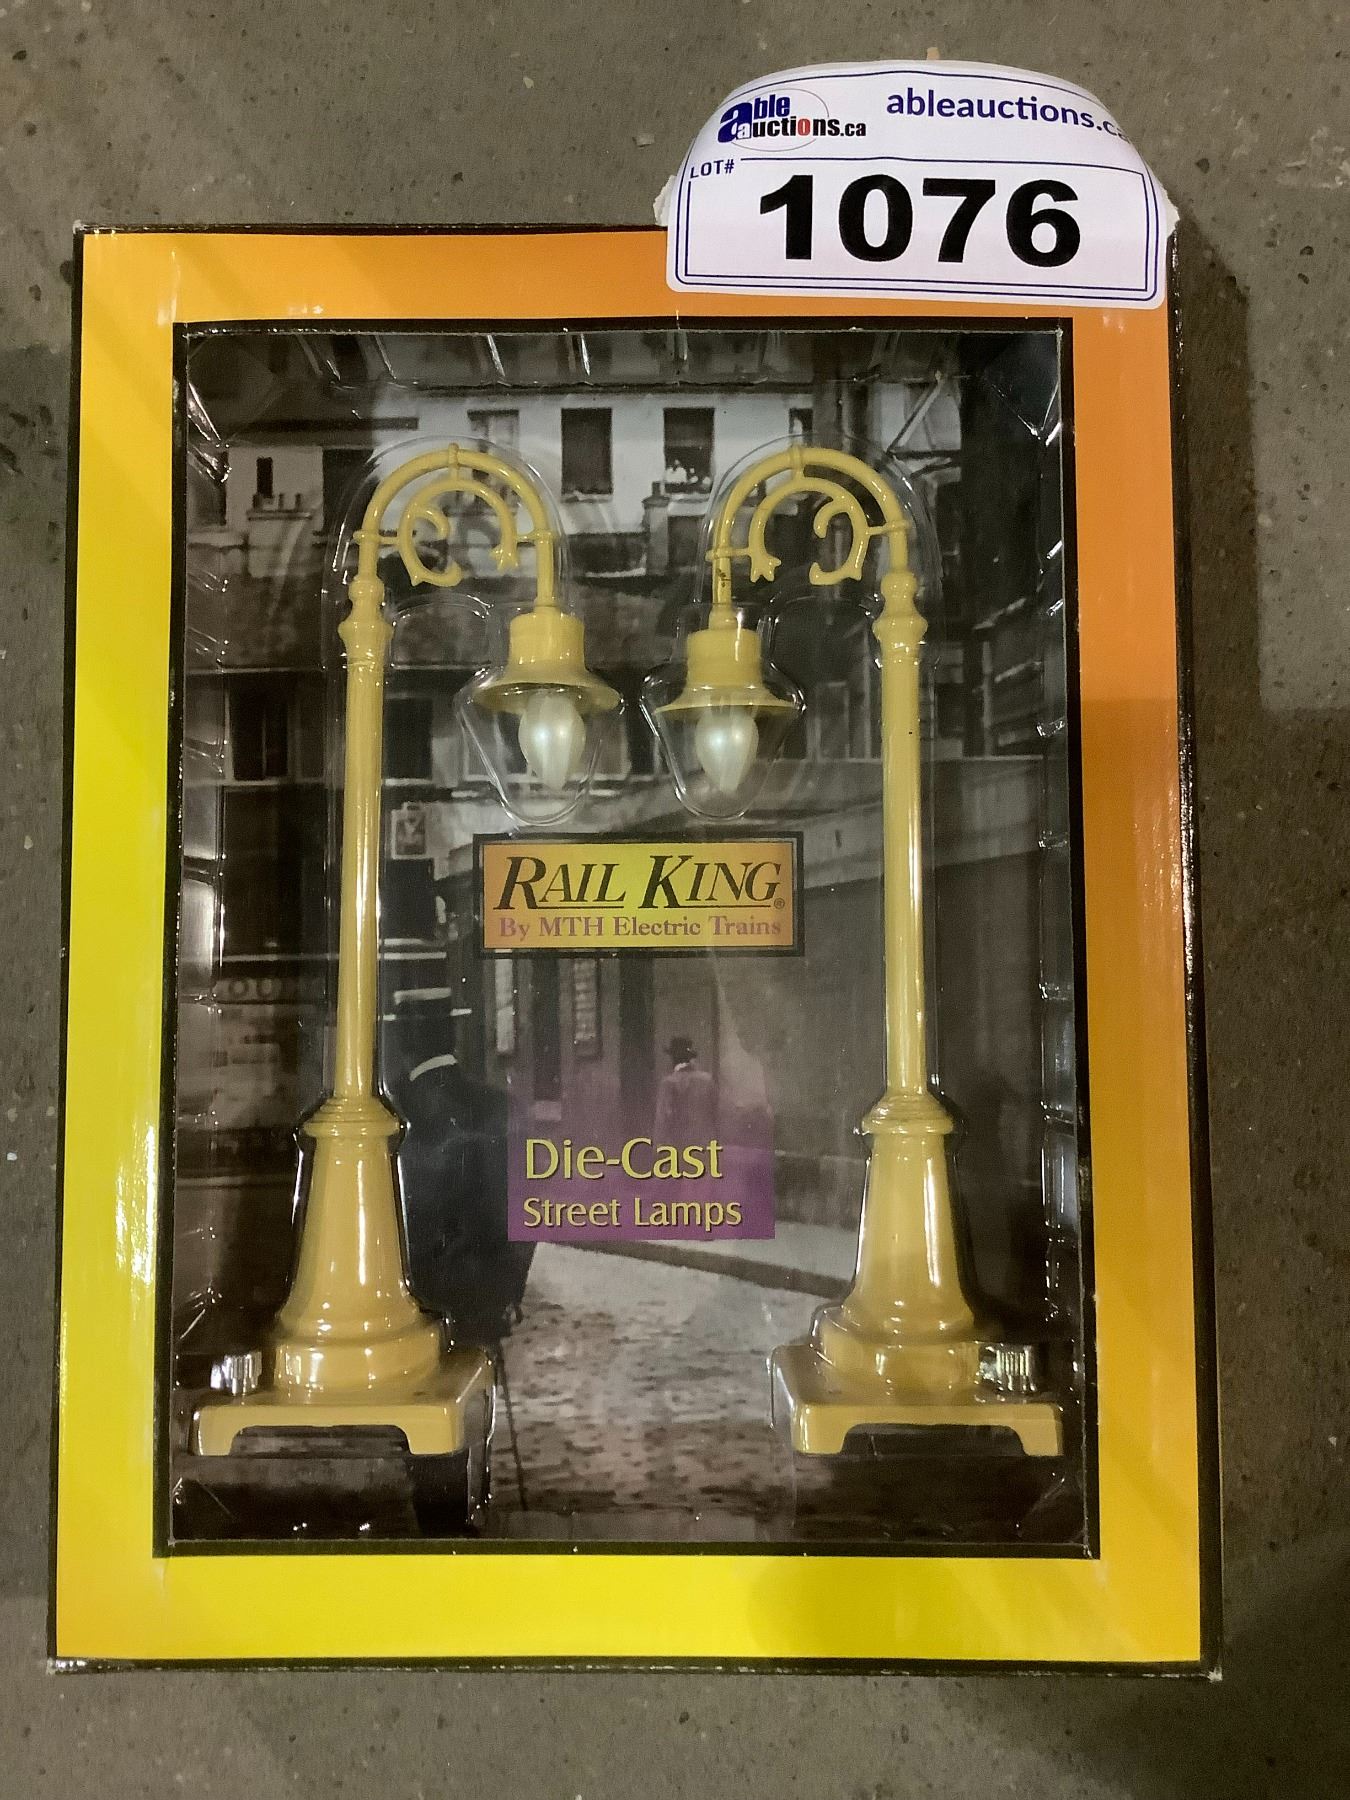 able auctions.ca
ableauctions.ca
LOT#
1076
RAIL KING®
By MTH Electric Trains
Die-Cast
Street Lamps